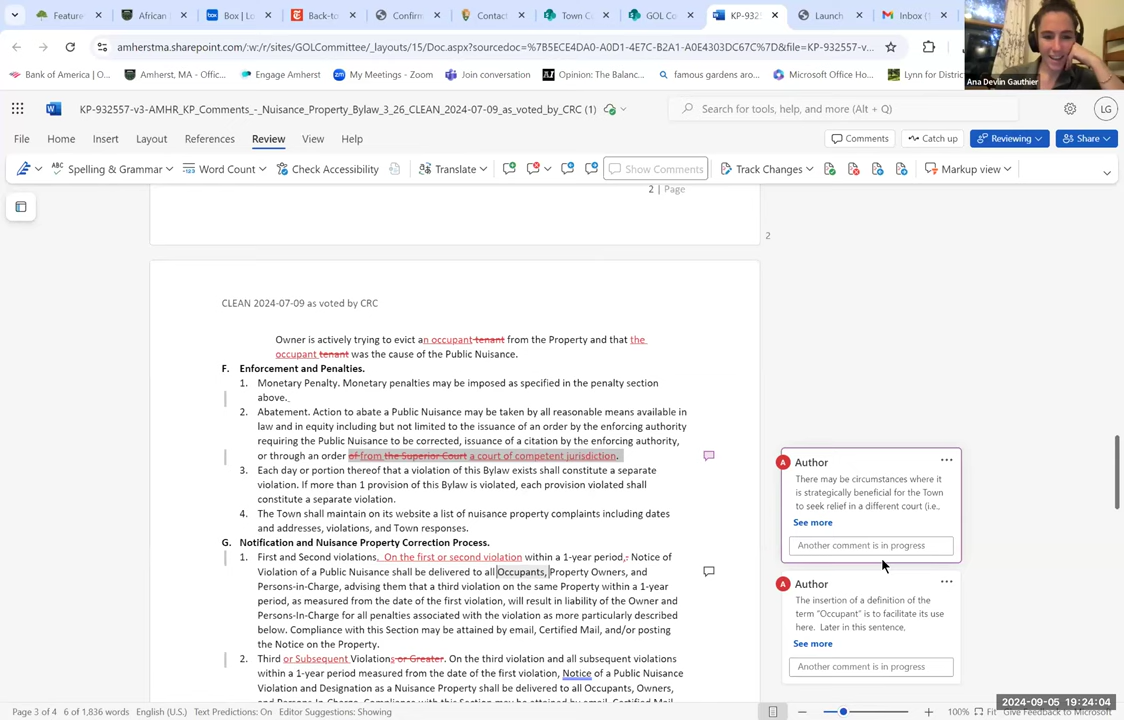 Feature
African
Box | Lo
Back-to
Confirm
Contact
Town C
GOL Co
KP-932
Launch
Inbox (
amherstma.sharepoint.com/:w:/r/sites/GOLCommittee/_layouts/15/Doc.aspx?sourcedoc=%7B5ECE4DA0-A0D1-4E7C-B2A1-A0E4303DC67C%7D&file=KP-932557-v...
Ana Devlin Gauthier
Bank of America | O...
Amherst, MA - Offic...
Engage Amherst
My Meetings - Zoom
Join conversation
Opinion: The Balanc...
famous gardens aro...
Microsoft Office Ho...
Lynn for District
KP-932557-v3-AMHR_KP_Comments_-_Nuisance_Property_Bylaw_3_26_CLEAN_2024-07-09_as_voted_by_CRC (1)
Search for tools, help, and more (Alt + Q)
LG
File Home Insert Layout References Review View Help
Comments Catch up Reviewing Share
Spelling & Grammar Word Count Check Accessibility Translate Show Comments Track Changes Markup view
2 | Page
2
CLEAN 2024-07-09 as voted by CRC
Owner is actively trying to evict an occupant tenant from the Property and that the
occupant tenant was the cause of the Public Nuisance.
F. Enforcement and Penalties.
1. Monetary Penalty. Monetary penalties may be imposed as specified in the penalty section
above.
2. Abatement. Action to abate a Public Nuisance may be taken by all reasonable means available in
law and in equity including but not limited to the issuance of an order by the enforcing authority
requiring the Public Nuisance to be corrected, issuance of a citation by the enforcing authority,
or through an order of from the Superior Court a court of competent jurisdiction.
3. Each day or portion thereof that a violation of this Bylaw exists shall constitute a separate
violation. If more than 1 provision of this Bylaw is violated, each provision violated shall
constitute a separate violation.
4. The Town shall maintain on its website a list of nuisance property complaints including dates
and addresses, violations, and Town responses.
G. Notification and Nuisance Property Correction Process.
1. First and Second violations. On the first or second violation within a 1-year period,: Notice of
Violation of a Public Nuisance shall be delivered to all Occupants, Property Owners, and
Persons-in-Charge, advising them that a third violation on the same Property within a 1-year
period, as measured from the date of the first violation, will result in liability of the Owner and
Persons-In-Charge for all penalties associated with the violation as more particularly described
below. Compliance with this Section may be attained by email, Certified Mail, and/or posting
the Notice on the Property.
2. Third or Subsequent Violations or Greater. On the third violation and all subsequent violations
within a 1-year period measured from the date of the first violation, Notice of a Public Nuisance
Violation and Designation as a Nuisance Property shall be delivered to all Occupants, Owners,
A Author
There may be circumstances where it
is strategically beneficial for the Town
to seek relief in a different court (i.e.,
See more
Another comment is in progress
A Author
The insertion of a definition of the
term "Occupant" is to facilitate its use
here. Later in this sentence,
See more
Another comment is in progress
2024-09-05 19:24:04
Page 3 of 4 6 of 1,836 words English (U.S.) Text Predictions: On Editor Suggestions: Showing
100% Fit Give Feedback to Microsoft